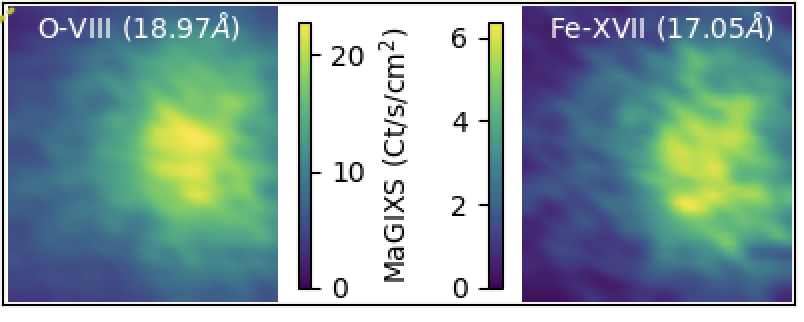 O-VIII (18.97Å)
20
10
0
MaGIXS (Ct/s/cm²)
6
4
2
0
Fe-XVII (17.05Å)